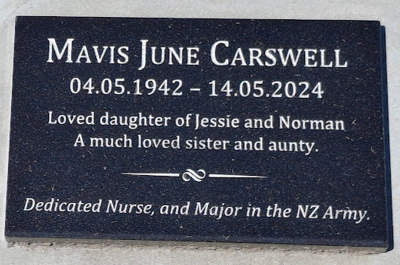 MAVIS JUNE CARSWELL
04.05.1942 – 14.05.2024
Loved daughter of Jessie and Norman
A much loved sister and aunty.
Dedicated Nurse, and Major in the NZ Army.